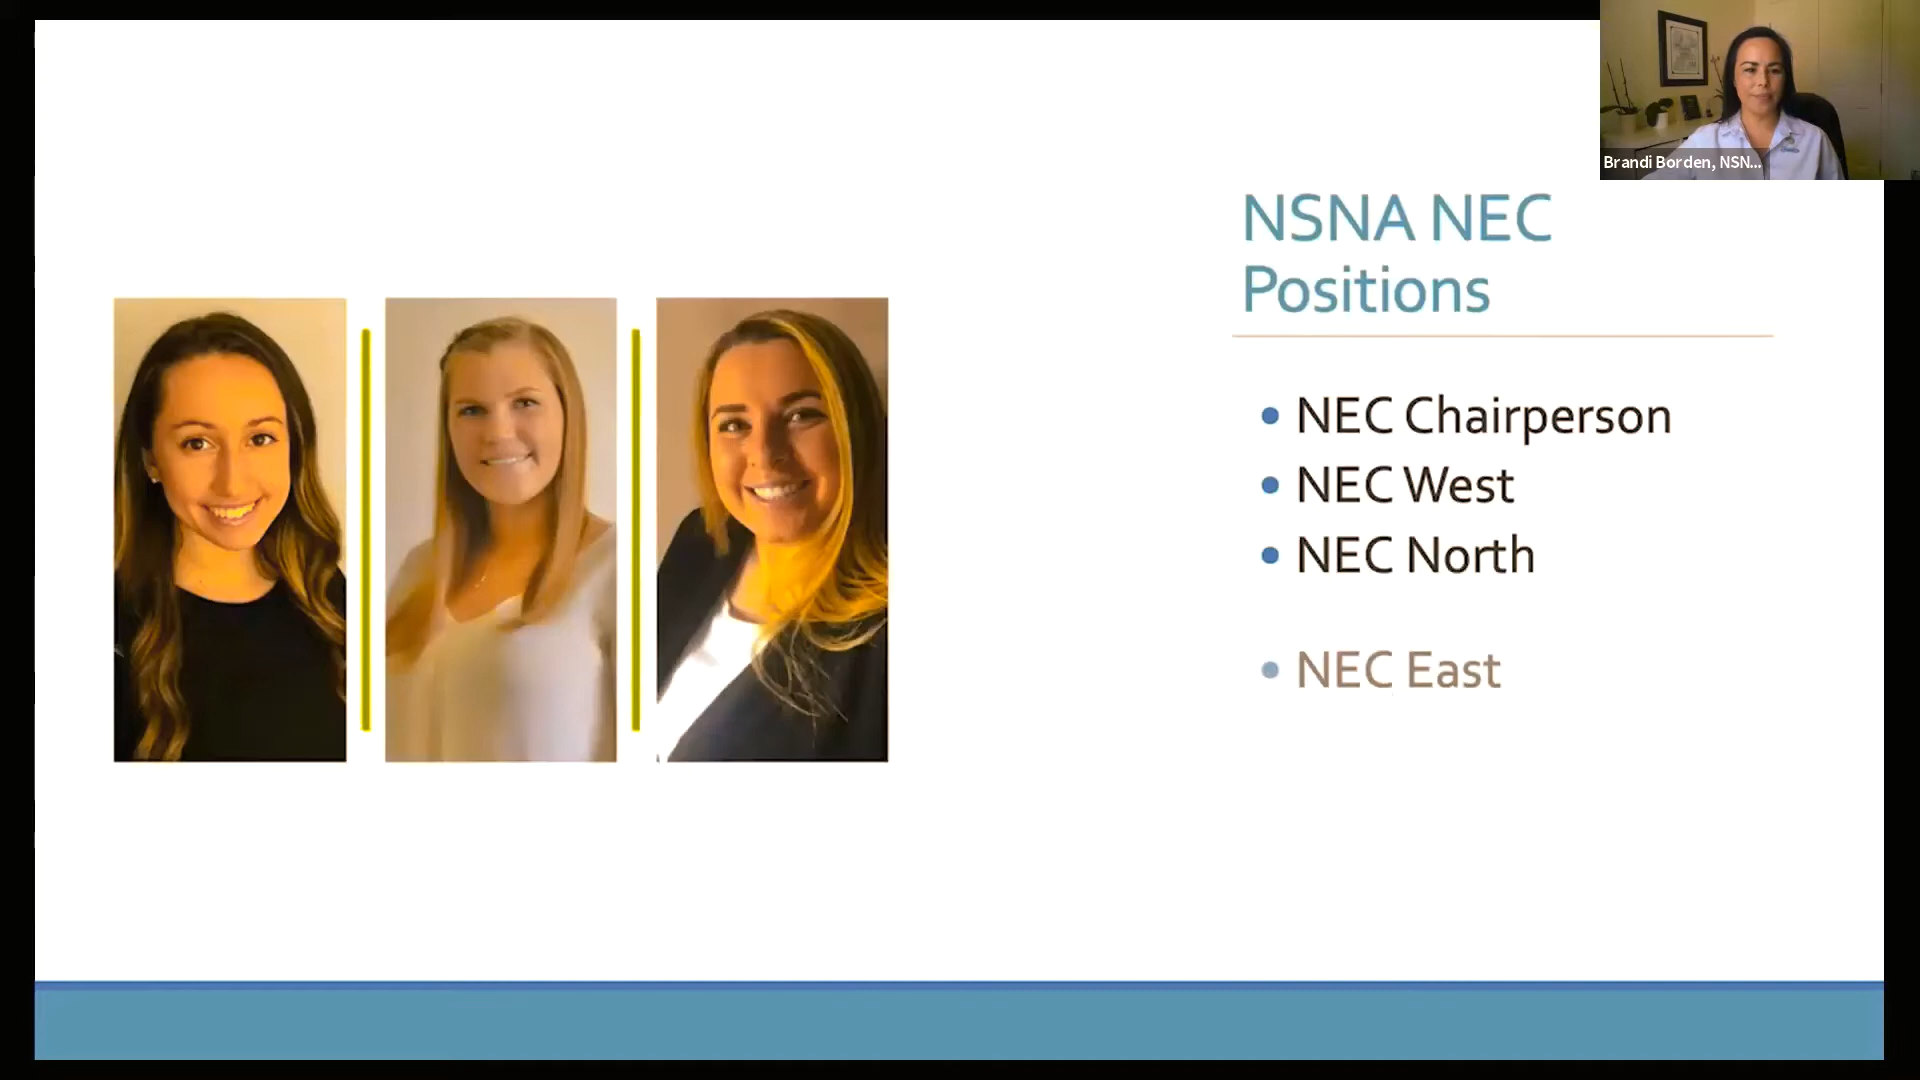 Brandi Borden, NSN...
NSNA NEC
Positions
• NEC Chairperson
• NEC West
• NEC North
• NEC East